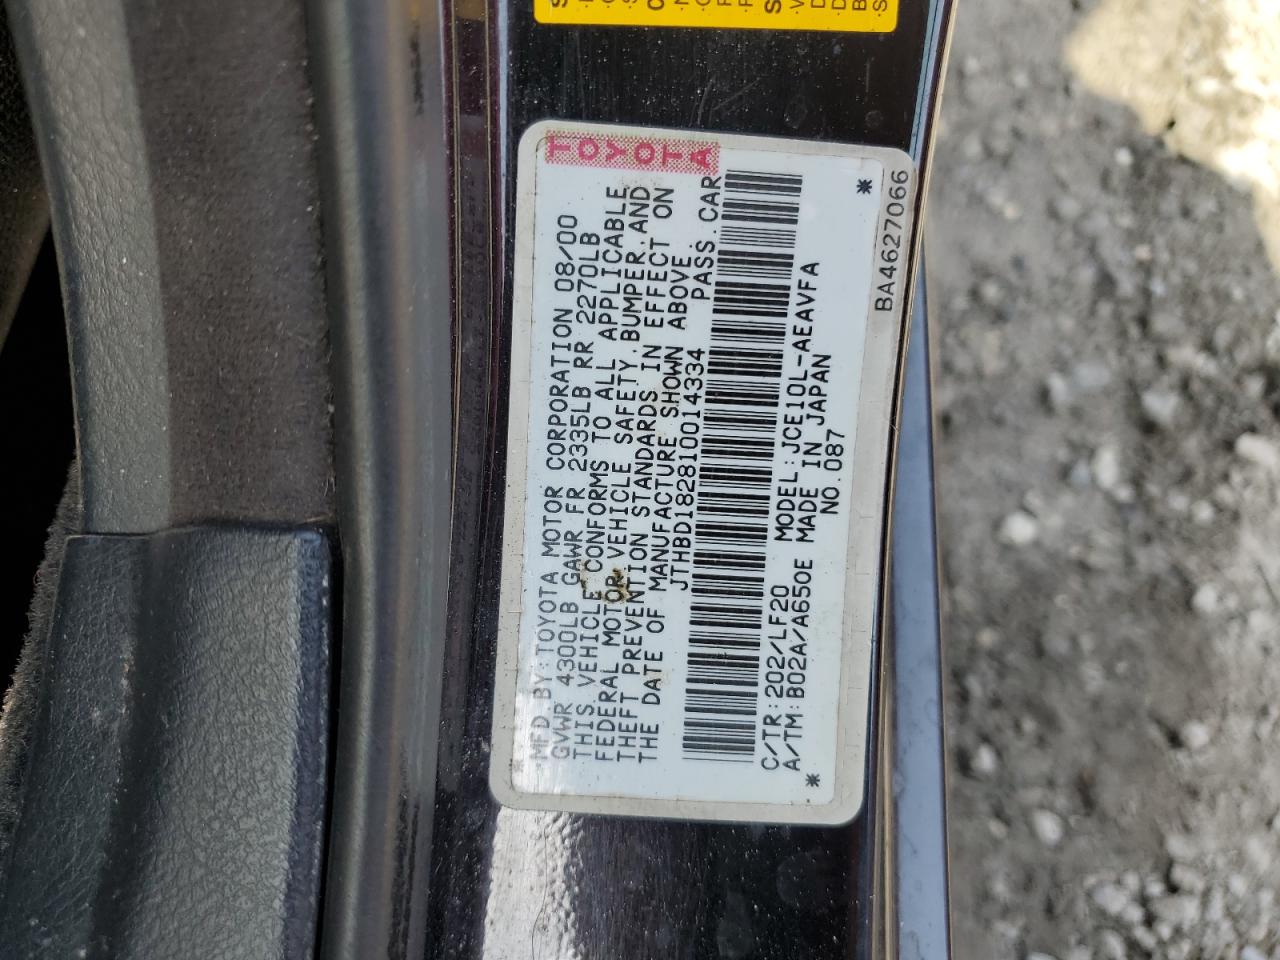 TOYOTA
MFD. BY: TOYOTA MOTOR CORPORATION 08/00
GVWR 4300LB GAWR FR 2335LB RR 2270LB
THIS VEHICLE CONFORMS TO ALL APPLICABLE
FEDERAL MOTOR VEHICLE SAFETY, BUMPER, AND
THEFT PREVENTION STANDARDS IN EFFECT ON
THE DATE OF MANUFACTURE SHOWN ABOVE.
JTHBD182810014334 PASS. CAR
C/TR: 202/LF20 MODEL: JCE10L-AEAVFA
A/TM: B02A/A650E MADE IN JAPAN
* NO. 087 *
BA4627066